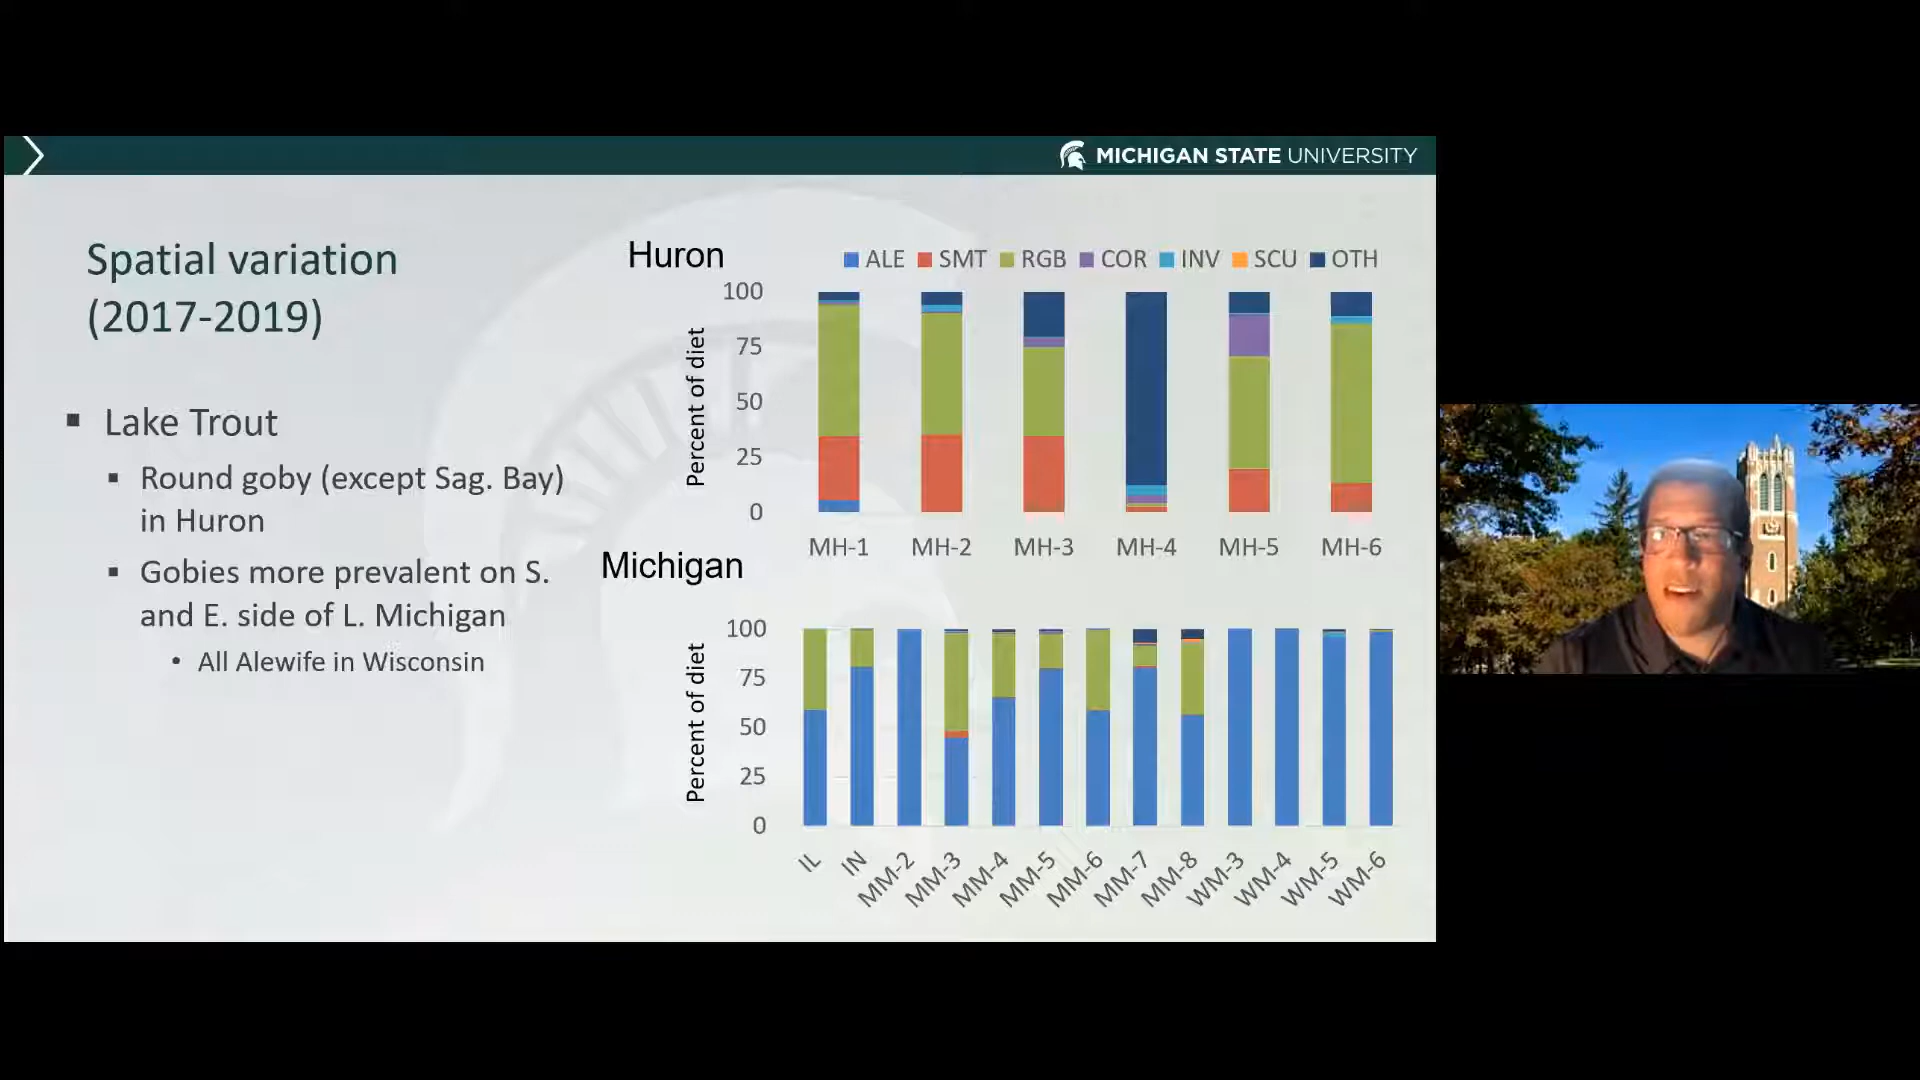 MICHIGAN STATE UNIVERSITY
Spatial variation
(2017-2019)
Lake Trout
Round goby (except Sag. Bay)
in Huron
Gobies more prevalent on S.
and E. side of L. Michigan
All Alewife in Wisconsin
Huron
ALE SMT RGB COR INV SCU OTH
Percent of diet
100
75
50
25
0
MH-1 MH-2 MH-3 MH-4 MH-5 MH-6
Michigan
Percent of diet
100
75
50
25
0
IL IN MM-2 MM-3 MM-4 MM-5 MM-6 MM-7 MM-8 WM-3 WM-4 WM-5 WM-6